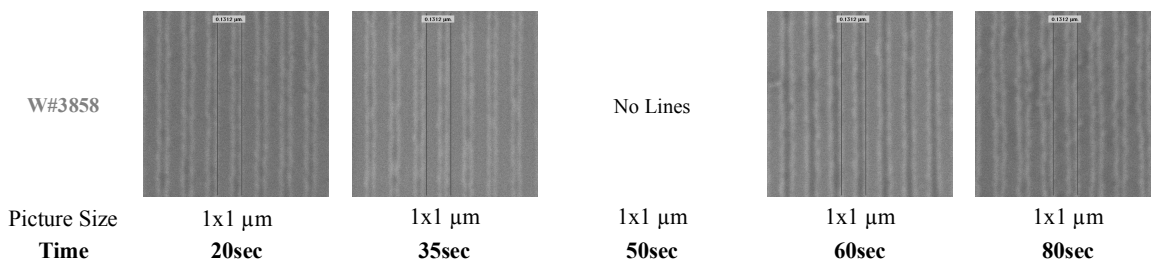 0.1312 µm 0.1312 µm 0.1312 µm 0.1312 µm
W#3858 No Lines
Picture Size 1x1 µm 1x1 µm 1x1 µm 1x1 µm 1x1 µm
Time 20sec 35sec 50sec 60sec 80sec